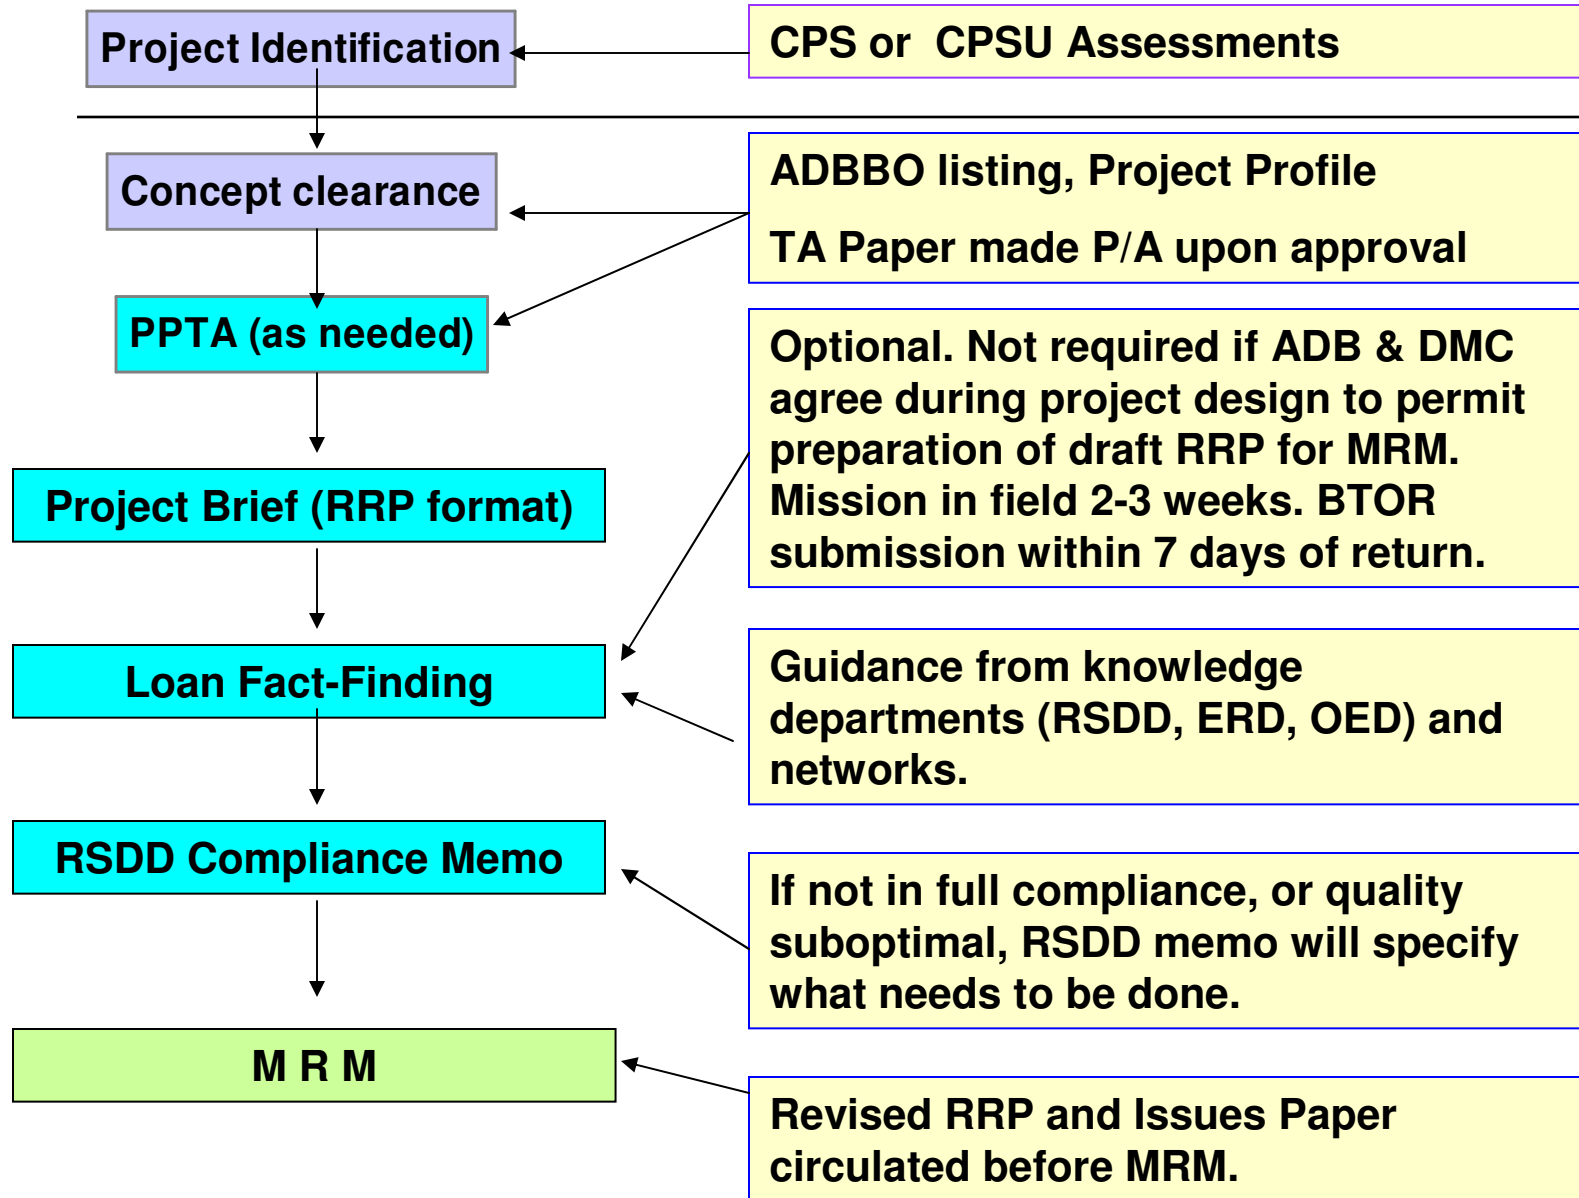 Project Identification
CPS or CPSU Assessments
Concept clearance
ADBBO listing, Project Profile
TA Paper made P/A upon approval
PPTA (as needed)
Optional. Not required if ADB & DMC
agree during project design to permit
preparation of draft RRP for MRM.
Mission in field 2-3 weeks. BTOR
submission within 7 days of return.
Project Brief (RRP format)
Loan Fact-Finding
Guidance from knowledge
departments (RSDD, ERD, OED) and
networks.
RSDD Compliance Memo
If not in full compliance, or quality
suboptimal, RSDD memo will specify
what needs to be done.
M R M
Revised RRP and Issues Paper
circulated before MRM.